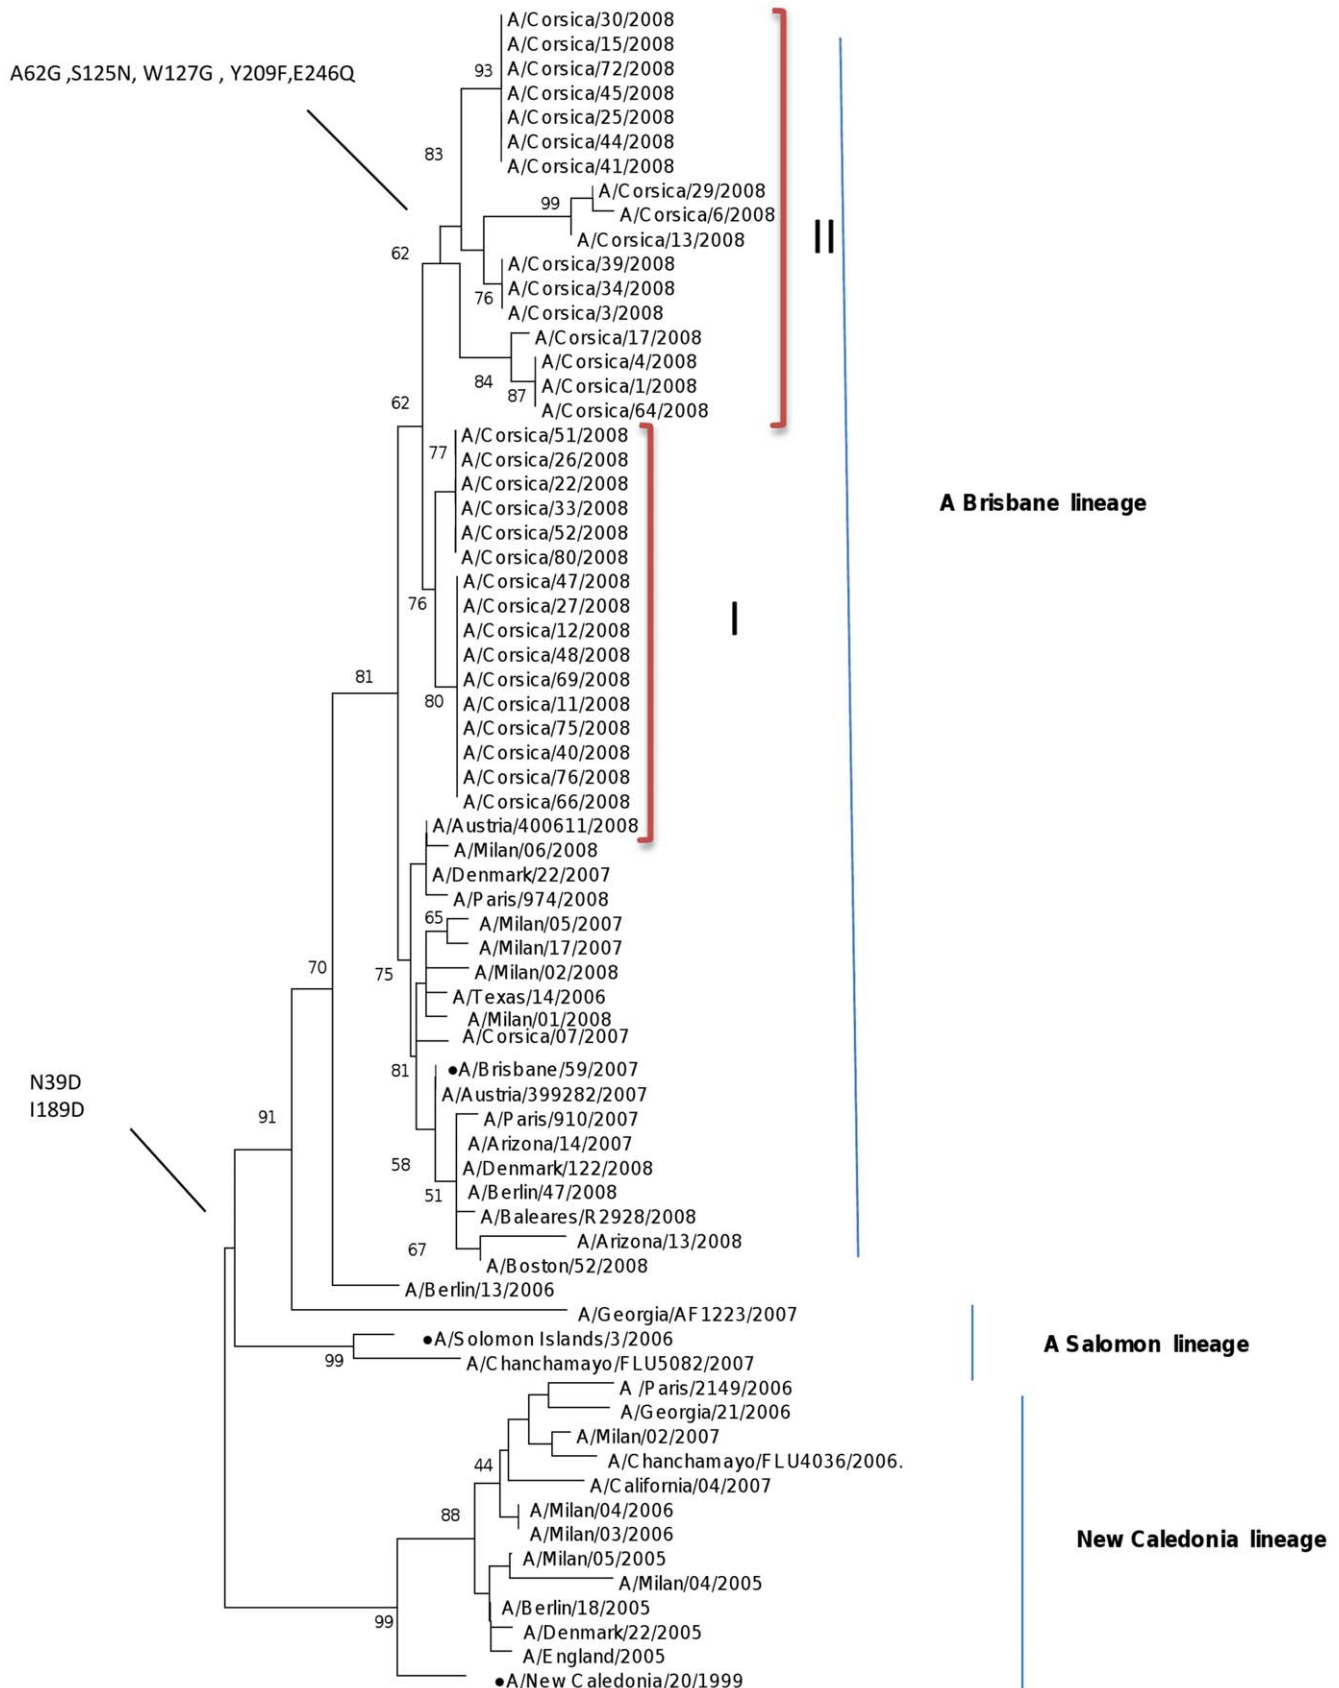 A/Corsica/30/2008
A/Corsica/15/2008
A62G ,S125N, W127G , Y209F,E246Q
93
A/Corsica/72/2008
A/Corsica/45/2008
A/Corsica/25/2008
A/Corsica/44/2008
83
A/Corsica/41/2008
A/Corsica/29/2008
99
A/Corsica/6/2008
A/Corsica/13/2008
II
62
A/Corsica/39/2008
A/Corsica/34/2008
76
A/Corsica/3/2008
A/Corsica/17/2008
A/Corsica/4/2008
84
A/Corsica/1/2008
87
62
A/Corsica/64/2008
A/Corsica/51/2008
77
A/Corsica/26/2008
A/Corsica/22/2008
A Brisbane lineage
A/Corsica/33/2008
A/Corsica/52/2008
A/Corsica/80/2008
A/Corsica/47/2008
76
A/Corsica/27/2008
I
A/Corsica/12/2008
A/Corsica/48/2008
81
A/Corsica/69/2008
80
A/Corsica/11/2008
A/Corsica/75/2008
A/Corsica/40/2008
A/Corsica/76/2008
A/Corsica/66/2008
A/Austria/400611/2008
A/Milan/06/2008
A/Denmark/22/2007
A/Paris/974/2008
65
A/Milan/05/2007
A/Milan/17/2007
70
75
A/Milan/02/2008
A/Texas/14/2006
A/Milan/01/2008
A/Corsica/07/2007
81
●A/Brisbane/59/2007
N39D
I189D
A/Austria/399282/2007
91
A/Paris/910/2007
A/Arizona/14/2007
58
A/Denmark/122/2008
51
A/Berlin/47/2008
A/Baleares/R2928/2008
67
A/Arizona/13/2008
A/Boston/52/2008
A/Berlin/13/2006
A/Georgia/AF1223/2007
●A/Solomon Islands/3/2006
A Salomon lineage
99
A/Chanchamayo/FLU5082/2007
A /Paris/2149/2006
A/Georgia/21/2006
A/Milan/02/2007
44
A/Chanchamayo/FLU4036/2006.
A/California/04/2007
88
A/Milan/04/2006
A/Milan/03/2006
New Caledonia lineage
A/Milan/05/2005
A/Milan/04/2005
A/Berlin/18/2005
99
A/Denmark/22/2005
A/England/2005
●A/New Caledonia/20/1999